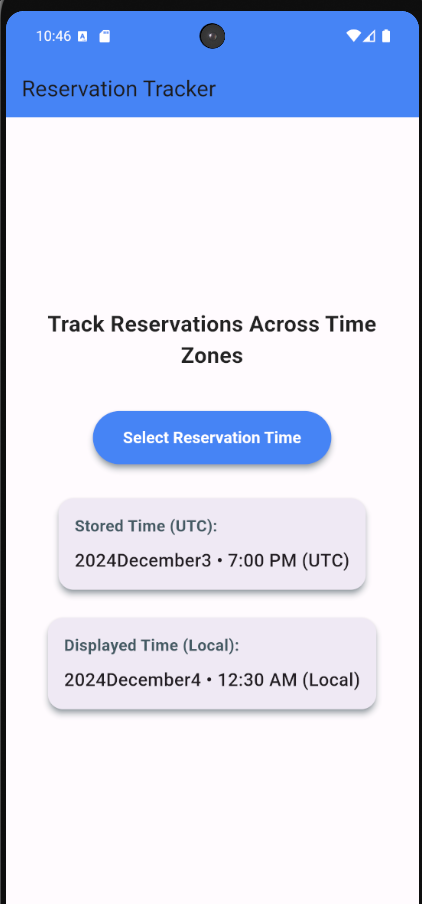 10:46
Reservation Tracker
Track Reservations Across Time
Zones
Select Reservation Time
Stored Time (UTC):
2024December3 • 7:00 PM (UTC)
Displayed Time (Local):
2024December4 • 12:30 AM (Local)